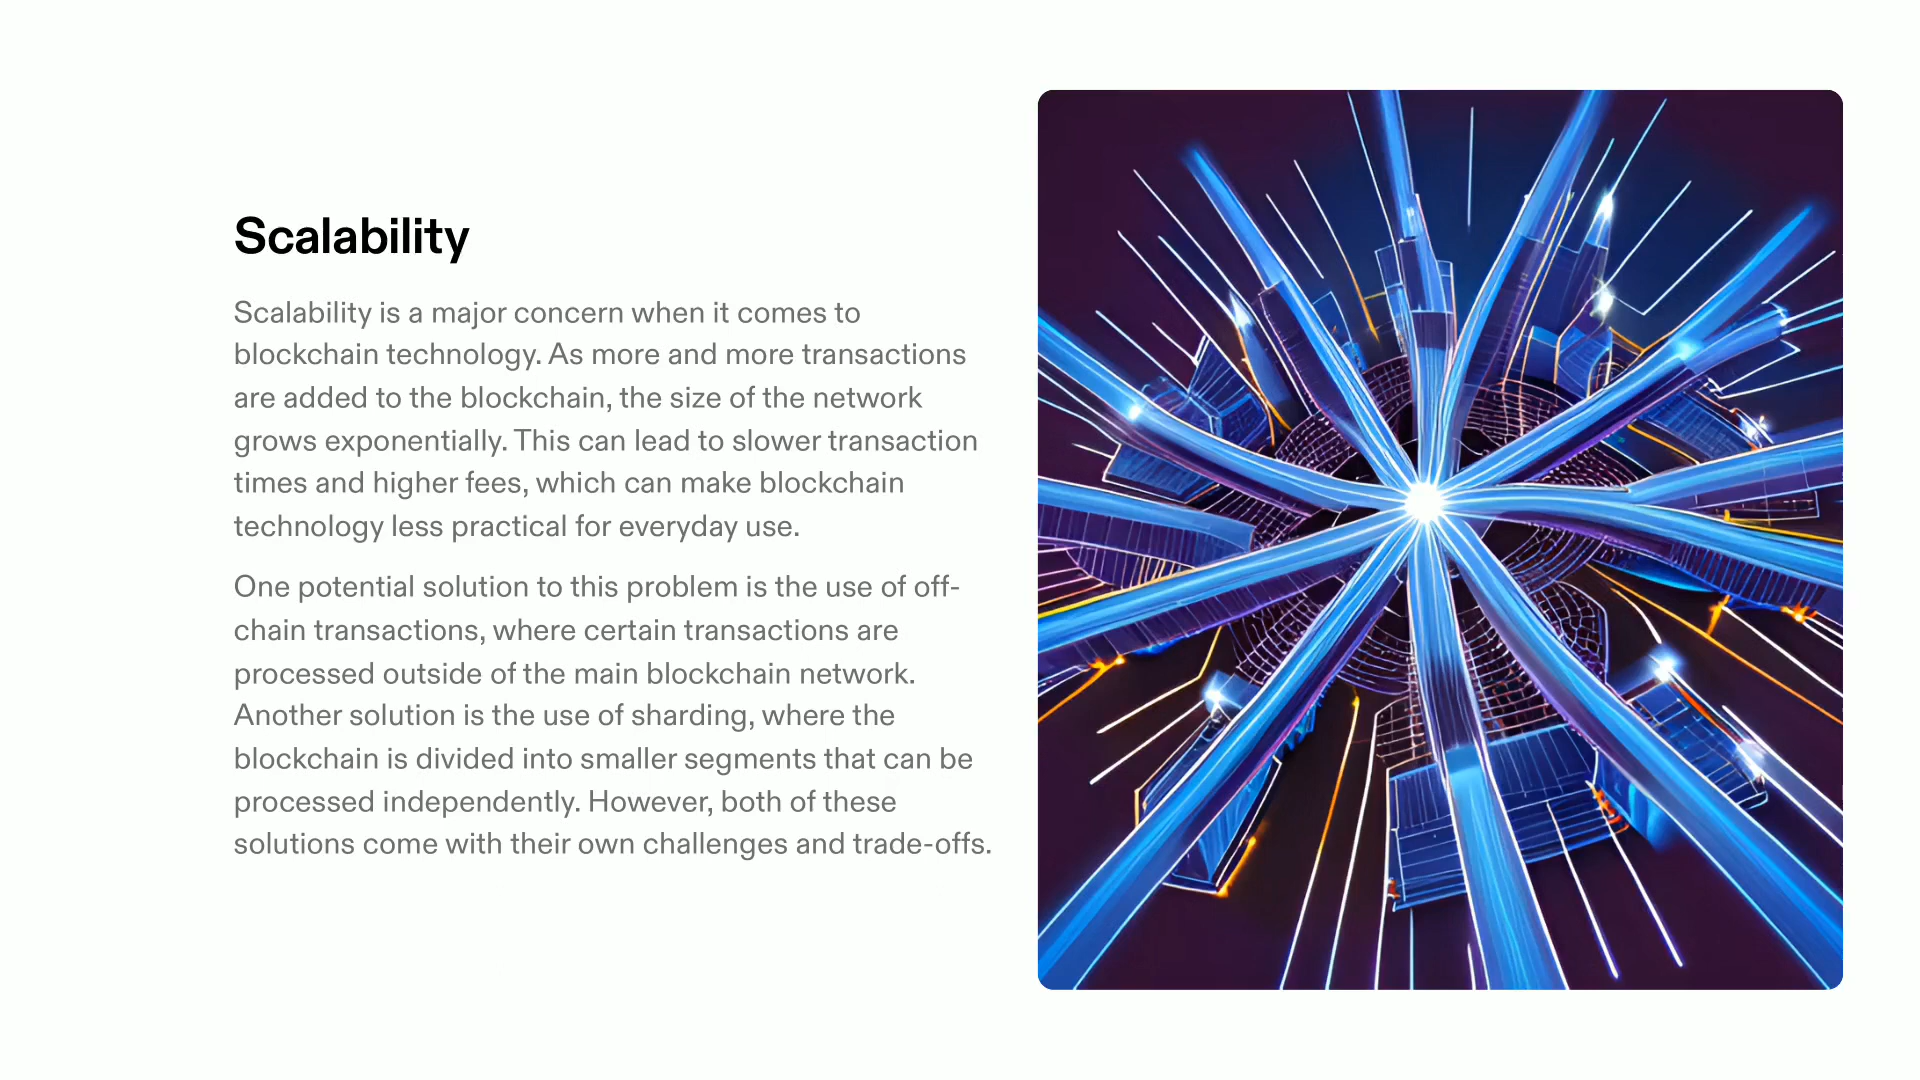 Scalability
Scalability is a major concern when it comes to
blockchain technology. As more and more transactions
are added to the blockchain, the size of the network
grows exponentially. This can lead to slower transaction
times and higher fees, which can make blockchain
technology less practical for everyday use.
One potential solution to this problem is the use of off-
chain transactions, where certain transactions are
processed outside of the main blockchain network.
Another solution is the use of sharding, where the
blockchain is divided into smaller segments that can be
processed independently. However, both of these
solutions come with their own challenges and trade-offs.